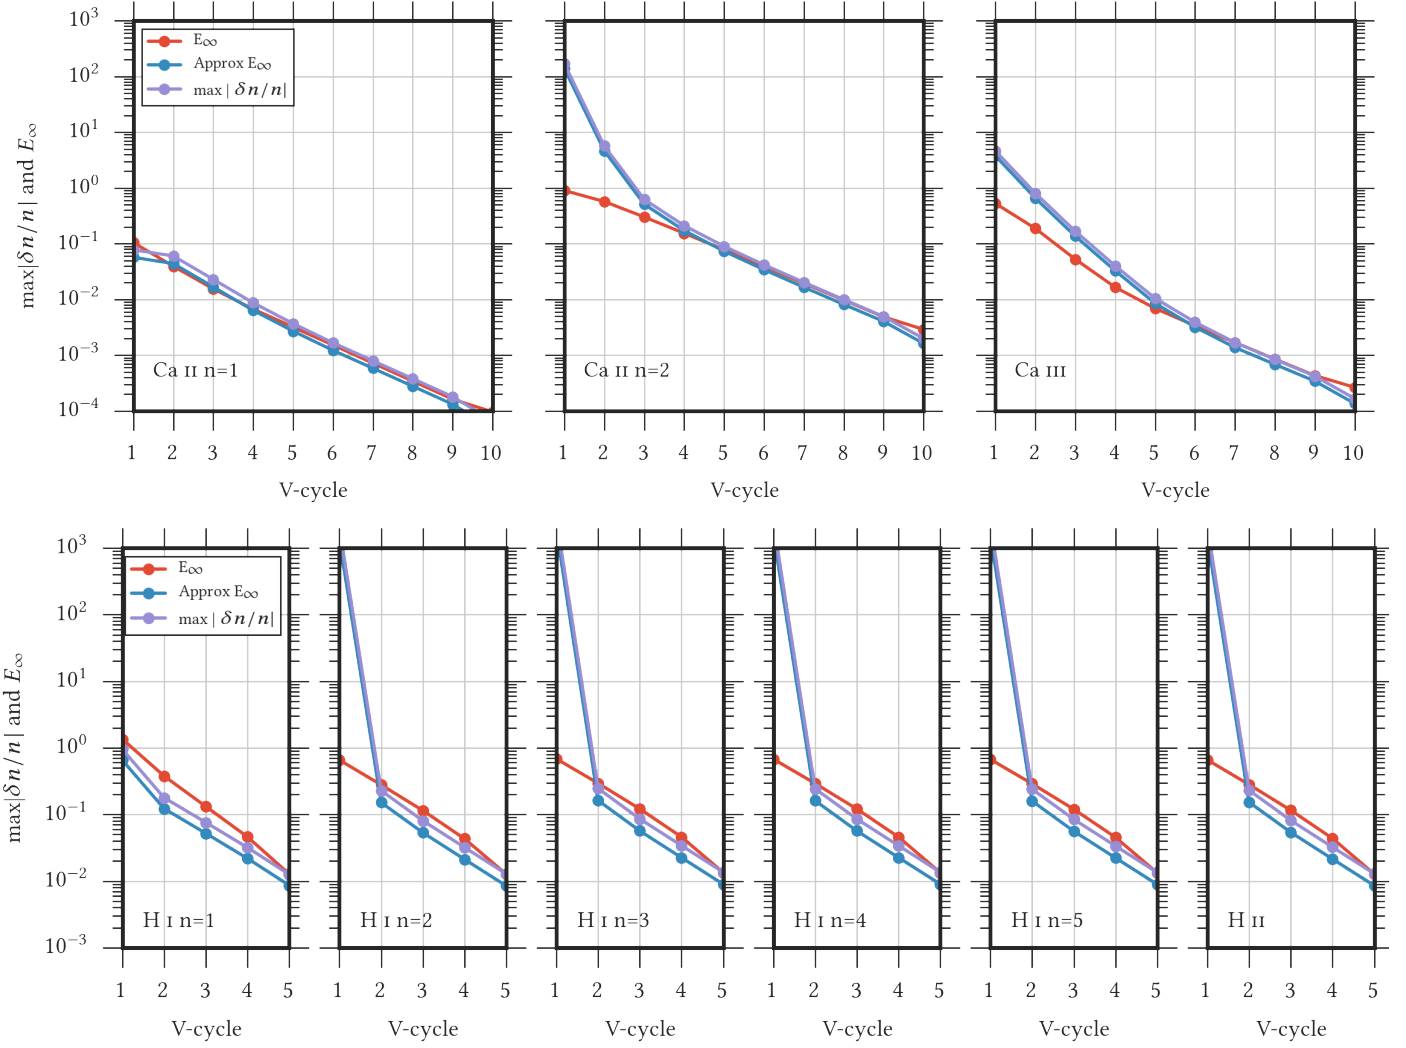 max|δn/n| and E∞
10³
10²
10¹
10⁰
10⁻¹
10⁻²
10⁻³
10⁻⁴
E∞
Approx E∞
max | δn/n|
Ca II n=1
1 2 3 4 5 6 7 8 9 10
V-cycle
Ca II n=2
1 2 3 4 5 6 7 8 9 10
V-cycle
Ca III
1 2 3 4 5 6 7 8 9 10
V-cycle
max|δn/n| and E∞
10³
10²
10¹
10⁰
10⁻¹
10⁻²
10⁻³
E∞
Approx E∞
max | δn/n|
H I n=1
1 2 3 4 5
V-cycle
H I n=2
1 2 3 4 5
V-cycle
H I n=3
1 2 3 4 5
V-cycle
H I n=4
1 2 3 4 5
V-cycle
H I n=5
1 2 3 4 5
V-cycle
H II
1 2 3 4 5
V-cycle